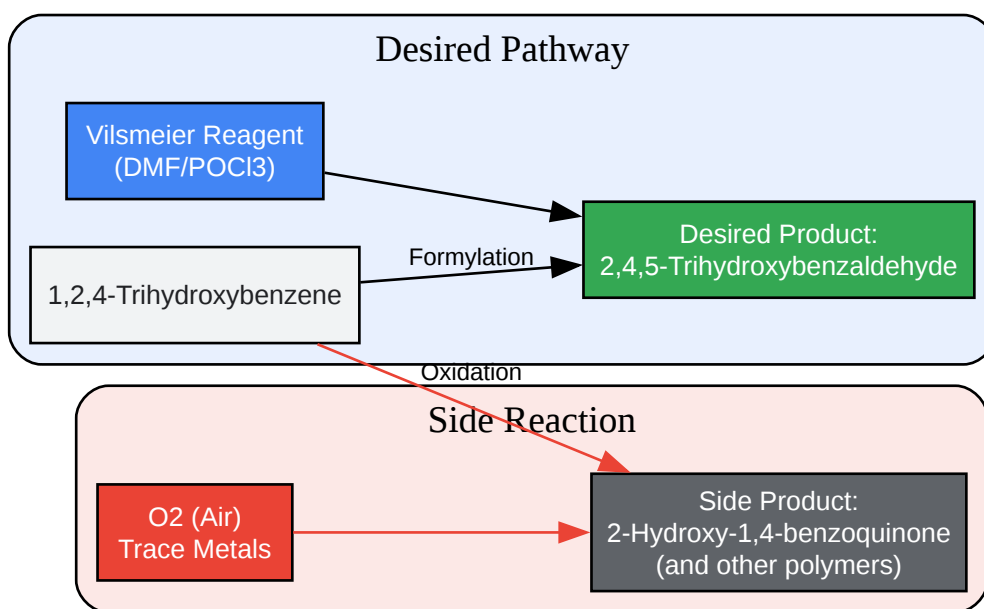 Desired Pathway
Vilsmeier Reagent
(DMF/POCl3)
Desired Product:
2,4,5-Trihydroxybenzaldehyde
Formylation
1,2,4-Trihydroxybenzene
Oxidation
Side Reaction
O2 (Air)
Trace Metals
Side Product:
2-Hydroxy-1,4-benzoquinone
(and other polymers)